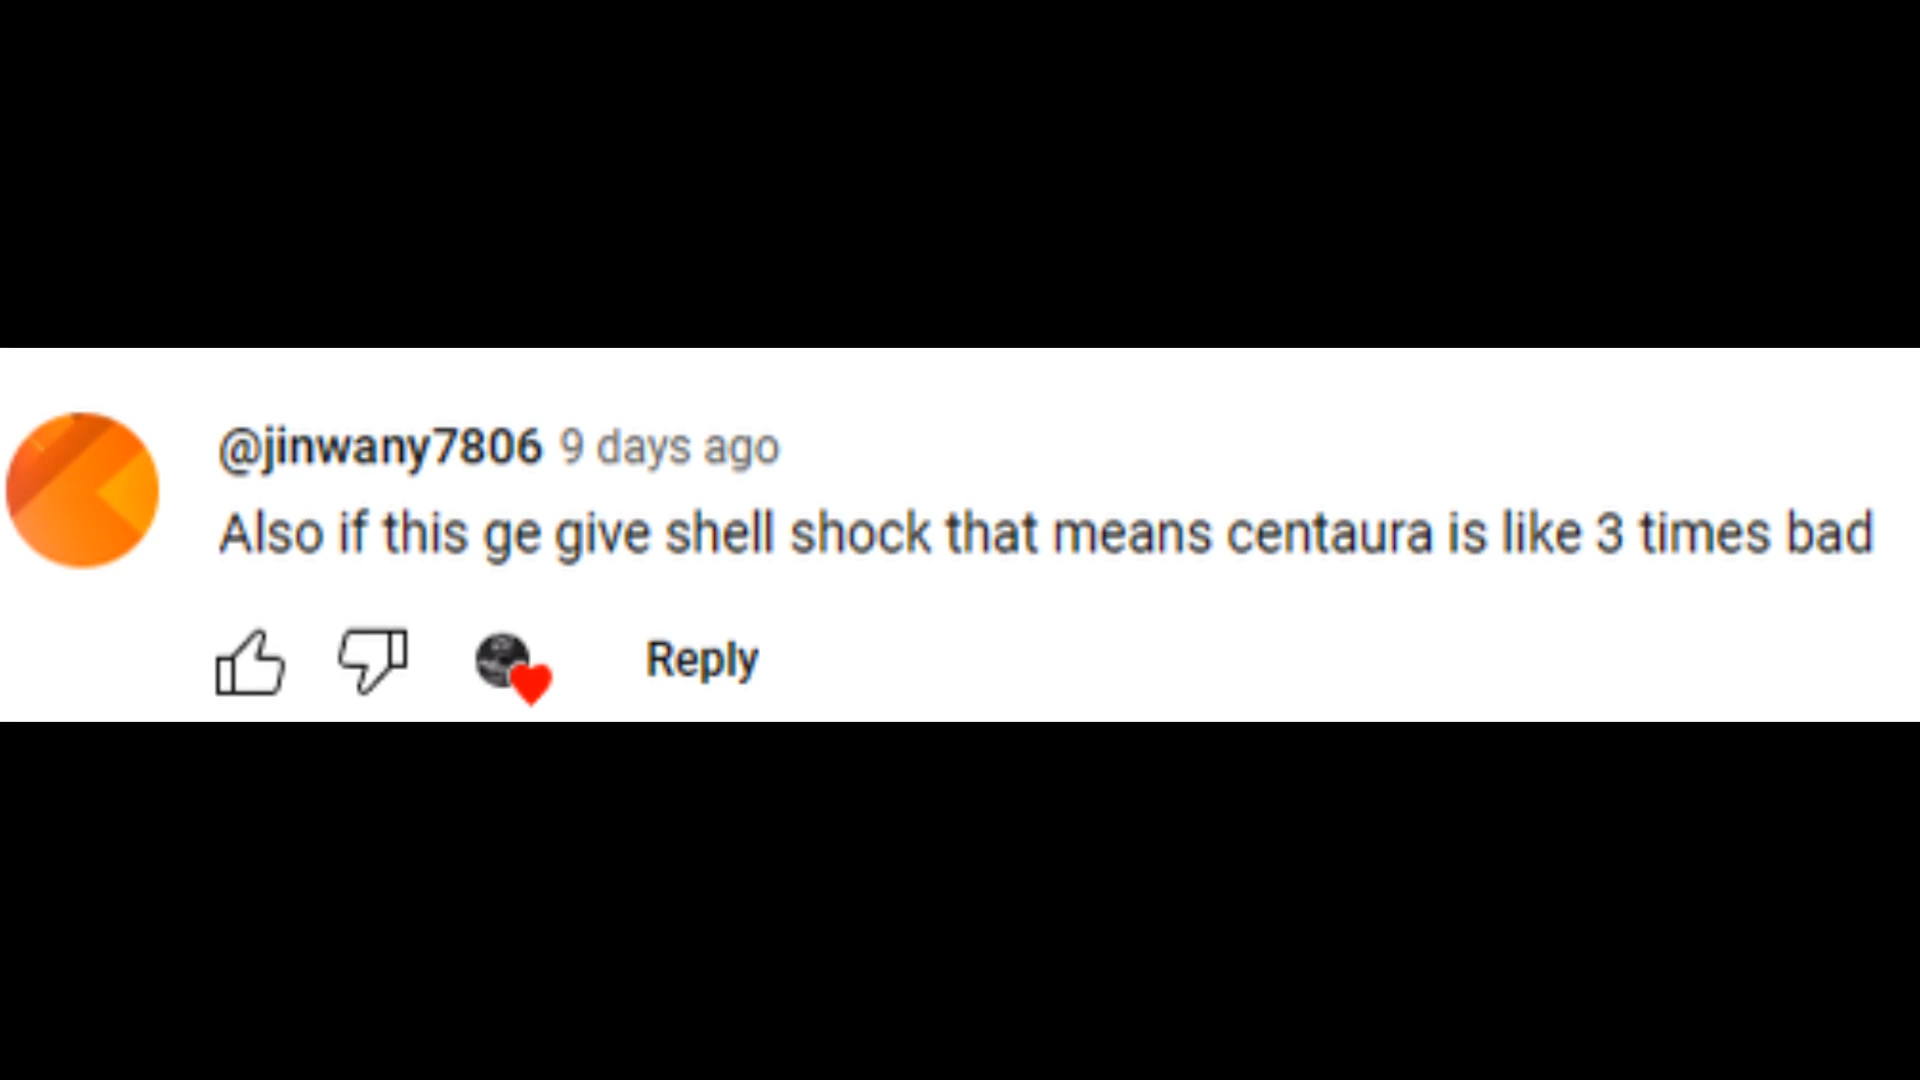 @jinwany7806 9 days ago
Also if this ge give shell shock that means centaura is like 3 times bad
Reply